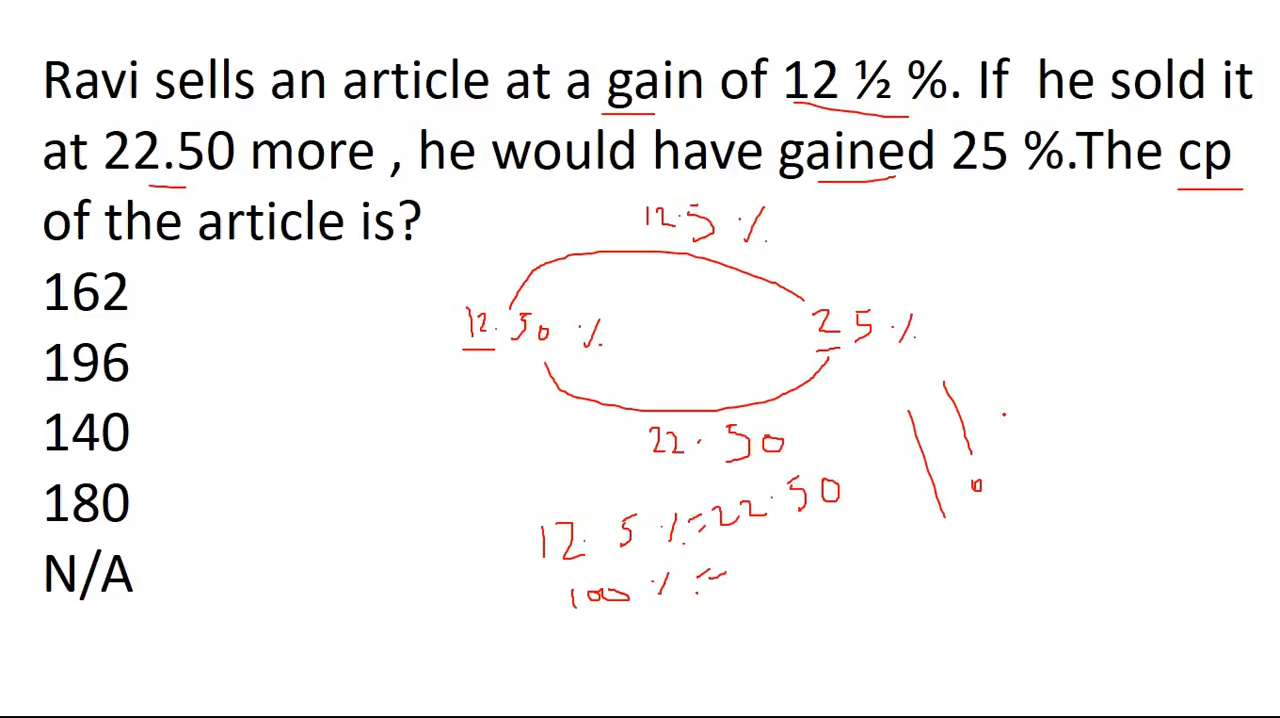 Ravi sells an article at a gain of 12 ½ %. If  he sold it
at 22.50 more , he would have gained 25 %.The cp
of the article is?
12.5 %
162
12.50 %
25 %
196
140
22.50
180
12.5 % = 22.50
N/A
100 % =